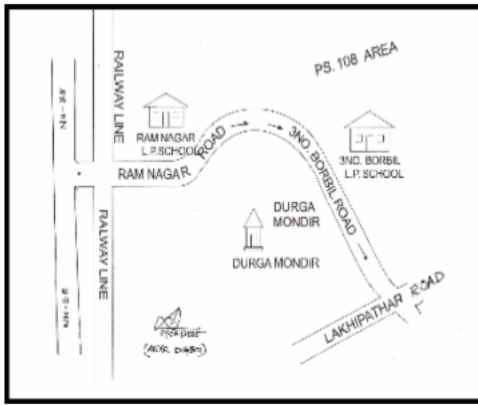 PS. 108 AREA
RAILWAY LINE
RAM NAGAR
L.P. SCHOOL
ROAD
RAM NAGAR
3NO. BORBIL ROAD
3NO. BORBIL
L.P. SCHOOL
DURGA
MONDIR
DURGA MONDIR
RALWAY LINE
LAKHIPATHAR ROAD